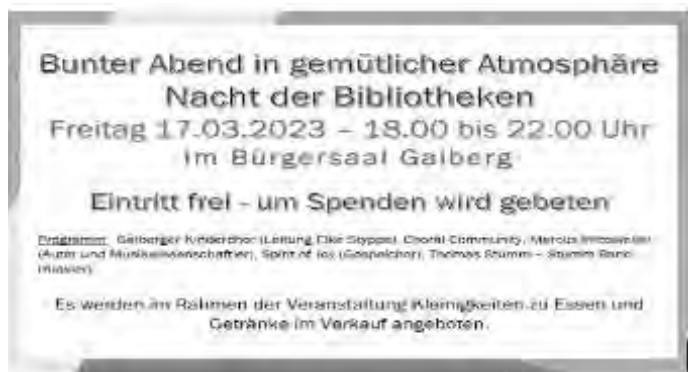 Bunter Abend in gemütlicher Atmosphäre
Nacht der Bibliotheken
Freitag 17.03.2023 – 18.00 bis 22.00 Uhr
im Bürgersaal Gaiberg
Eintritt frei - um Spenden wird gebeten
Programm: Gaiberger Kinderchor (Leitung Elke Stoppel), Choral Community, Marcus
(Autor und Musikwissenschaftler), Spirit of Joy (Gospelchor), Thomas Stumm – Stumm
(Klavier)
Es werden im Rahmen der Veranstaltung Kleinigkeiten zu Essen und
Getränke im Verkauf angeboten.